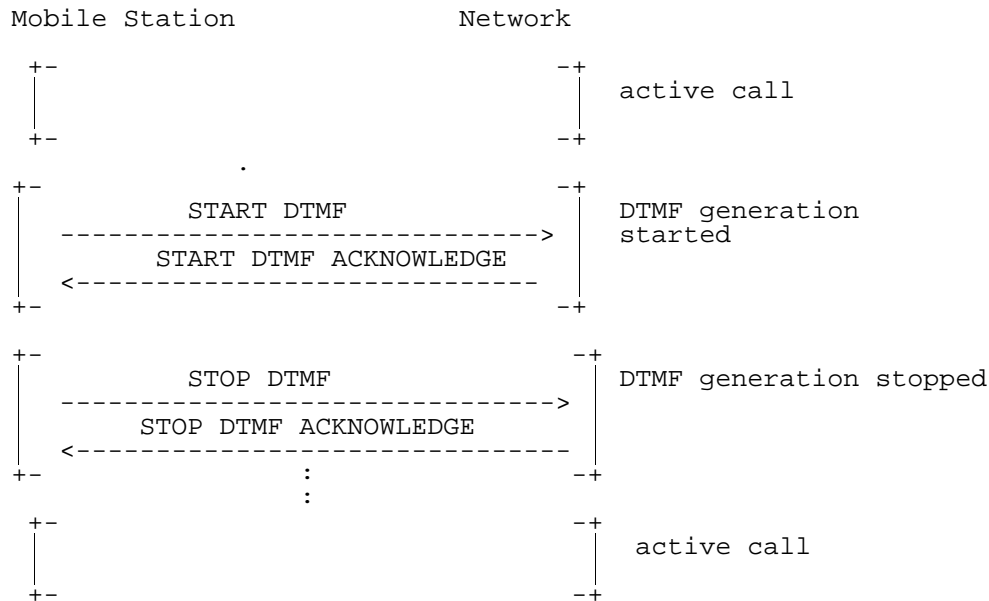 Mobile Station Network
active call
START DTMF DTMF generation
started
START DTMF ACKNOWLEDGE
STOP DTMF DTMF generation stopped
STOP DTMF ACKNOWLEDGE
active call